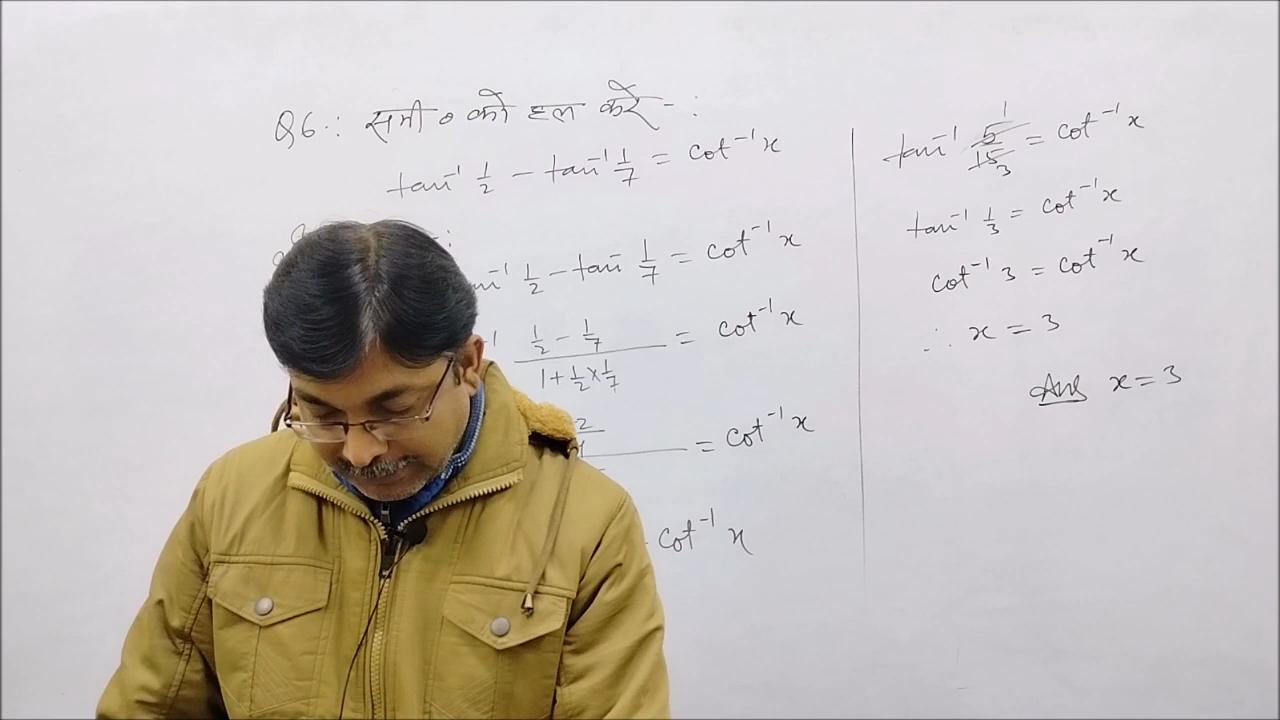 Q6.: समी० को हल करे -:
tan⁻¹ 1/2 - tan⁻¹ 1/7 = cot⁻¹ x
1/2 - tan⁻ 1/7 = cot⁻¹ x
(1/2 - 1/7)/(1 + 1/2 × 1/7) = cot⁻¹ x
= cot⁻¹ x
cot⁻¹ x
tan⁻¹ 5/15 1/3 = cot⁻¹ x
tan⁻¹ 1/3 = cot⁻¹ x
cot⁻¹ 3 = cot⁻¹ x
∴ x = 3
Ans x = 3